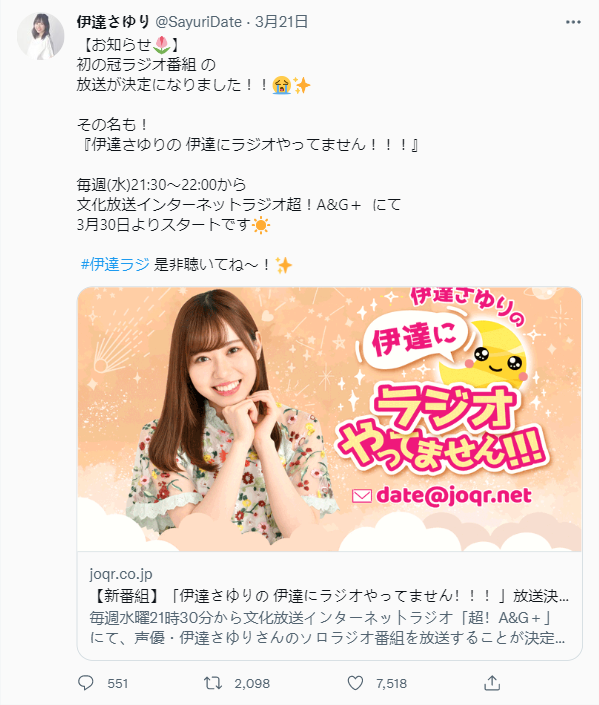 伊達さゆり @SayuriDate · 3月21日
【お知らせ🌷】
初の冠ラジオ番組 の
放送が決定になりました！！😭✨
その名も！
『伊達さゆりの 伊達にラジオやってません！！！』
毎週(水)21:30〜22:00から
文化放送インターネットラジオ超！A&G＋ にて
3月30日よりスタートです☀️
#伊達ラジ 是非聴いてね〜！✨
伊達さゆりの
伊達に
ラジオ
やってません!!!
date@joqr.net
joqr.co.jp
【新番組】「伊達さゆりの 伊達にラジオやってません！！！」放送決...
毎週水曜21時30分から文化放送インターネットラジオ「超！A&G＋」
にて、声優・伊達さゆりさんのソロラジオ番組を放送することが決定...
551 2,098 7,518